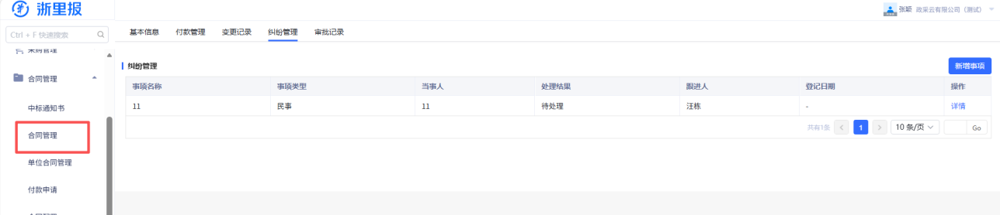 浙里报
张颖 政采云有限公司（测试）
Ctrl + F 快速搜索
基本信息 付款管理 变更记录 纠纷管理 审批记录
采购管理
合同管理
中标通知书
合同管理
单位合同管理
付款申请
纠纷管理
新增事项
事项名称 事项类型 当事人 处理结果 跟进人 登记日期 操作
11 民事 11 待处理 汪栋 - 详情
共有1条 < 1 > 10 条/页 Go